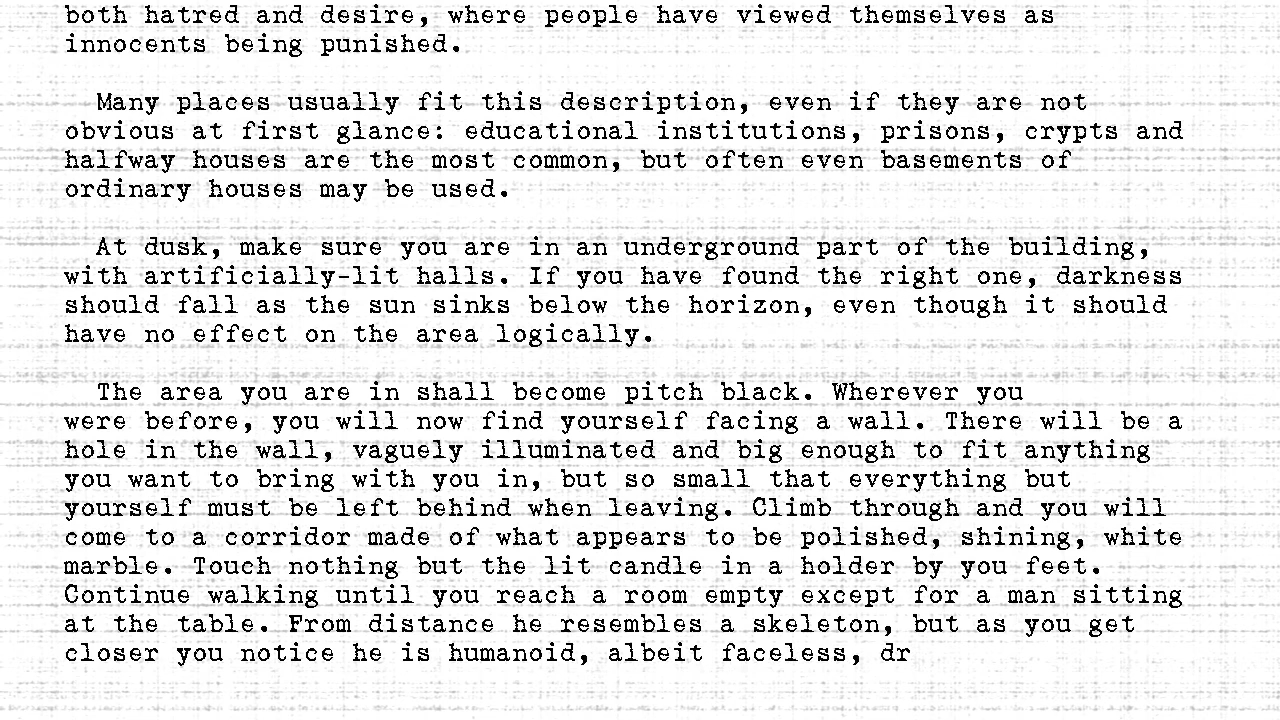 both hatred and desire, where people have viewed themselves as
innocents being punished.
Many places usually fit this description, even if they are not
obvious at first glance: educational institutions, prisons, crypts and
halfway houses are the most common, but often even basements of
ordinary houses may be used.
At dusk, make sure you are in an underground part of the building,
with artificially-lit halls. If you have found the right one, darkness
should fall as the sun sinks below the horizon, even though it should
have no effect on the area logically.
The area you are in shall become pitch black. Wherever you
were before, you will now find yourself facing a wall. There will be a
hole in the wall, vaguely illuminated and big enough to fit anything
you want to bring with you in, but so small that everything but
yourself must be left behind when leaving. Climb through and you will
come to a corridor made of what appears to be polished, shining, white
marble. Touch nothing but the lit candle in a holder by you feet.
Continue walking until you reach a room empty except for a man sitting
at the table. From distance he resembles a skeleton, but as you get
closer you notice he is humanoid, albeit faceless, dr